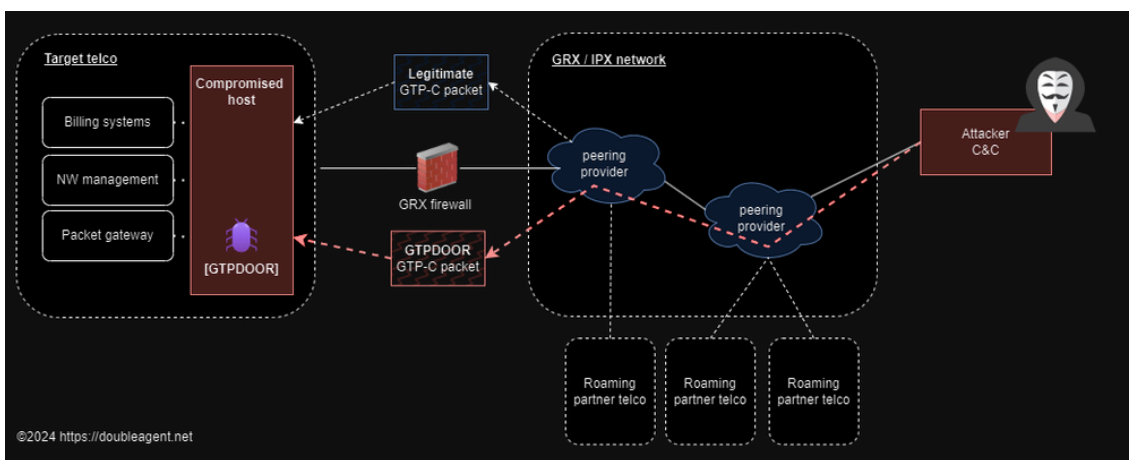 Target telco
Compromised
host
Billing systems
NW management
Packet gateway
[GTPDOOR]
Legitimate
GTP-C packet
GRX firewall
GTPDOOR
GTP-C packet
GRX / IPX network
peering
provider
peering
provider
Attacker
C&C
Roaming
partner telco
Roaming
partner telco
Roaming
partner telco
©2024 https://doubleagent.net